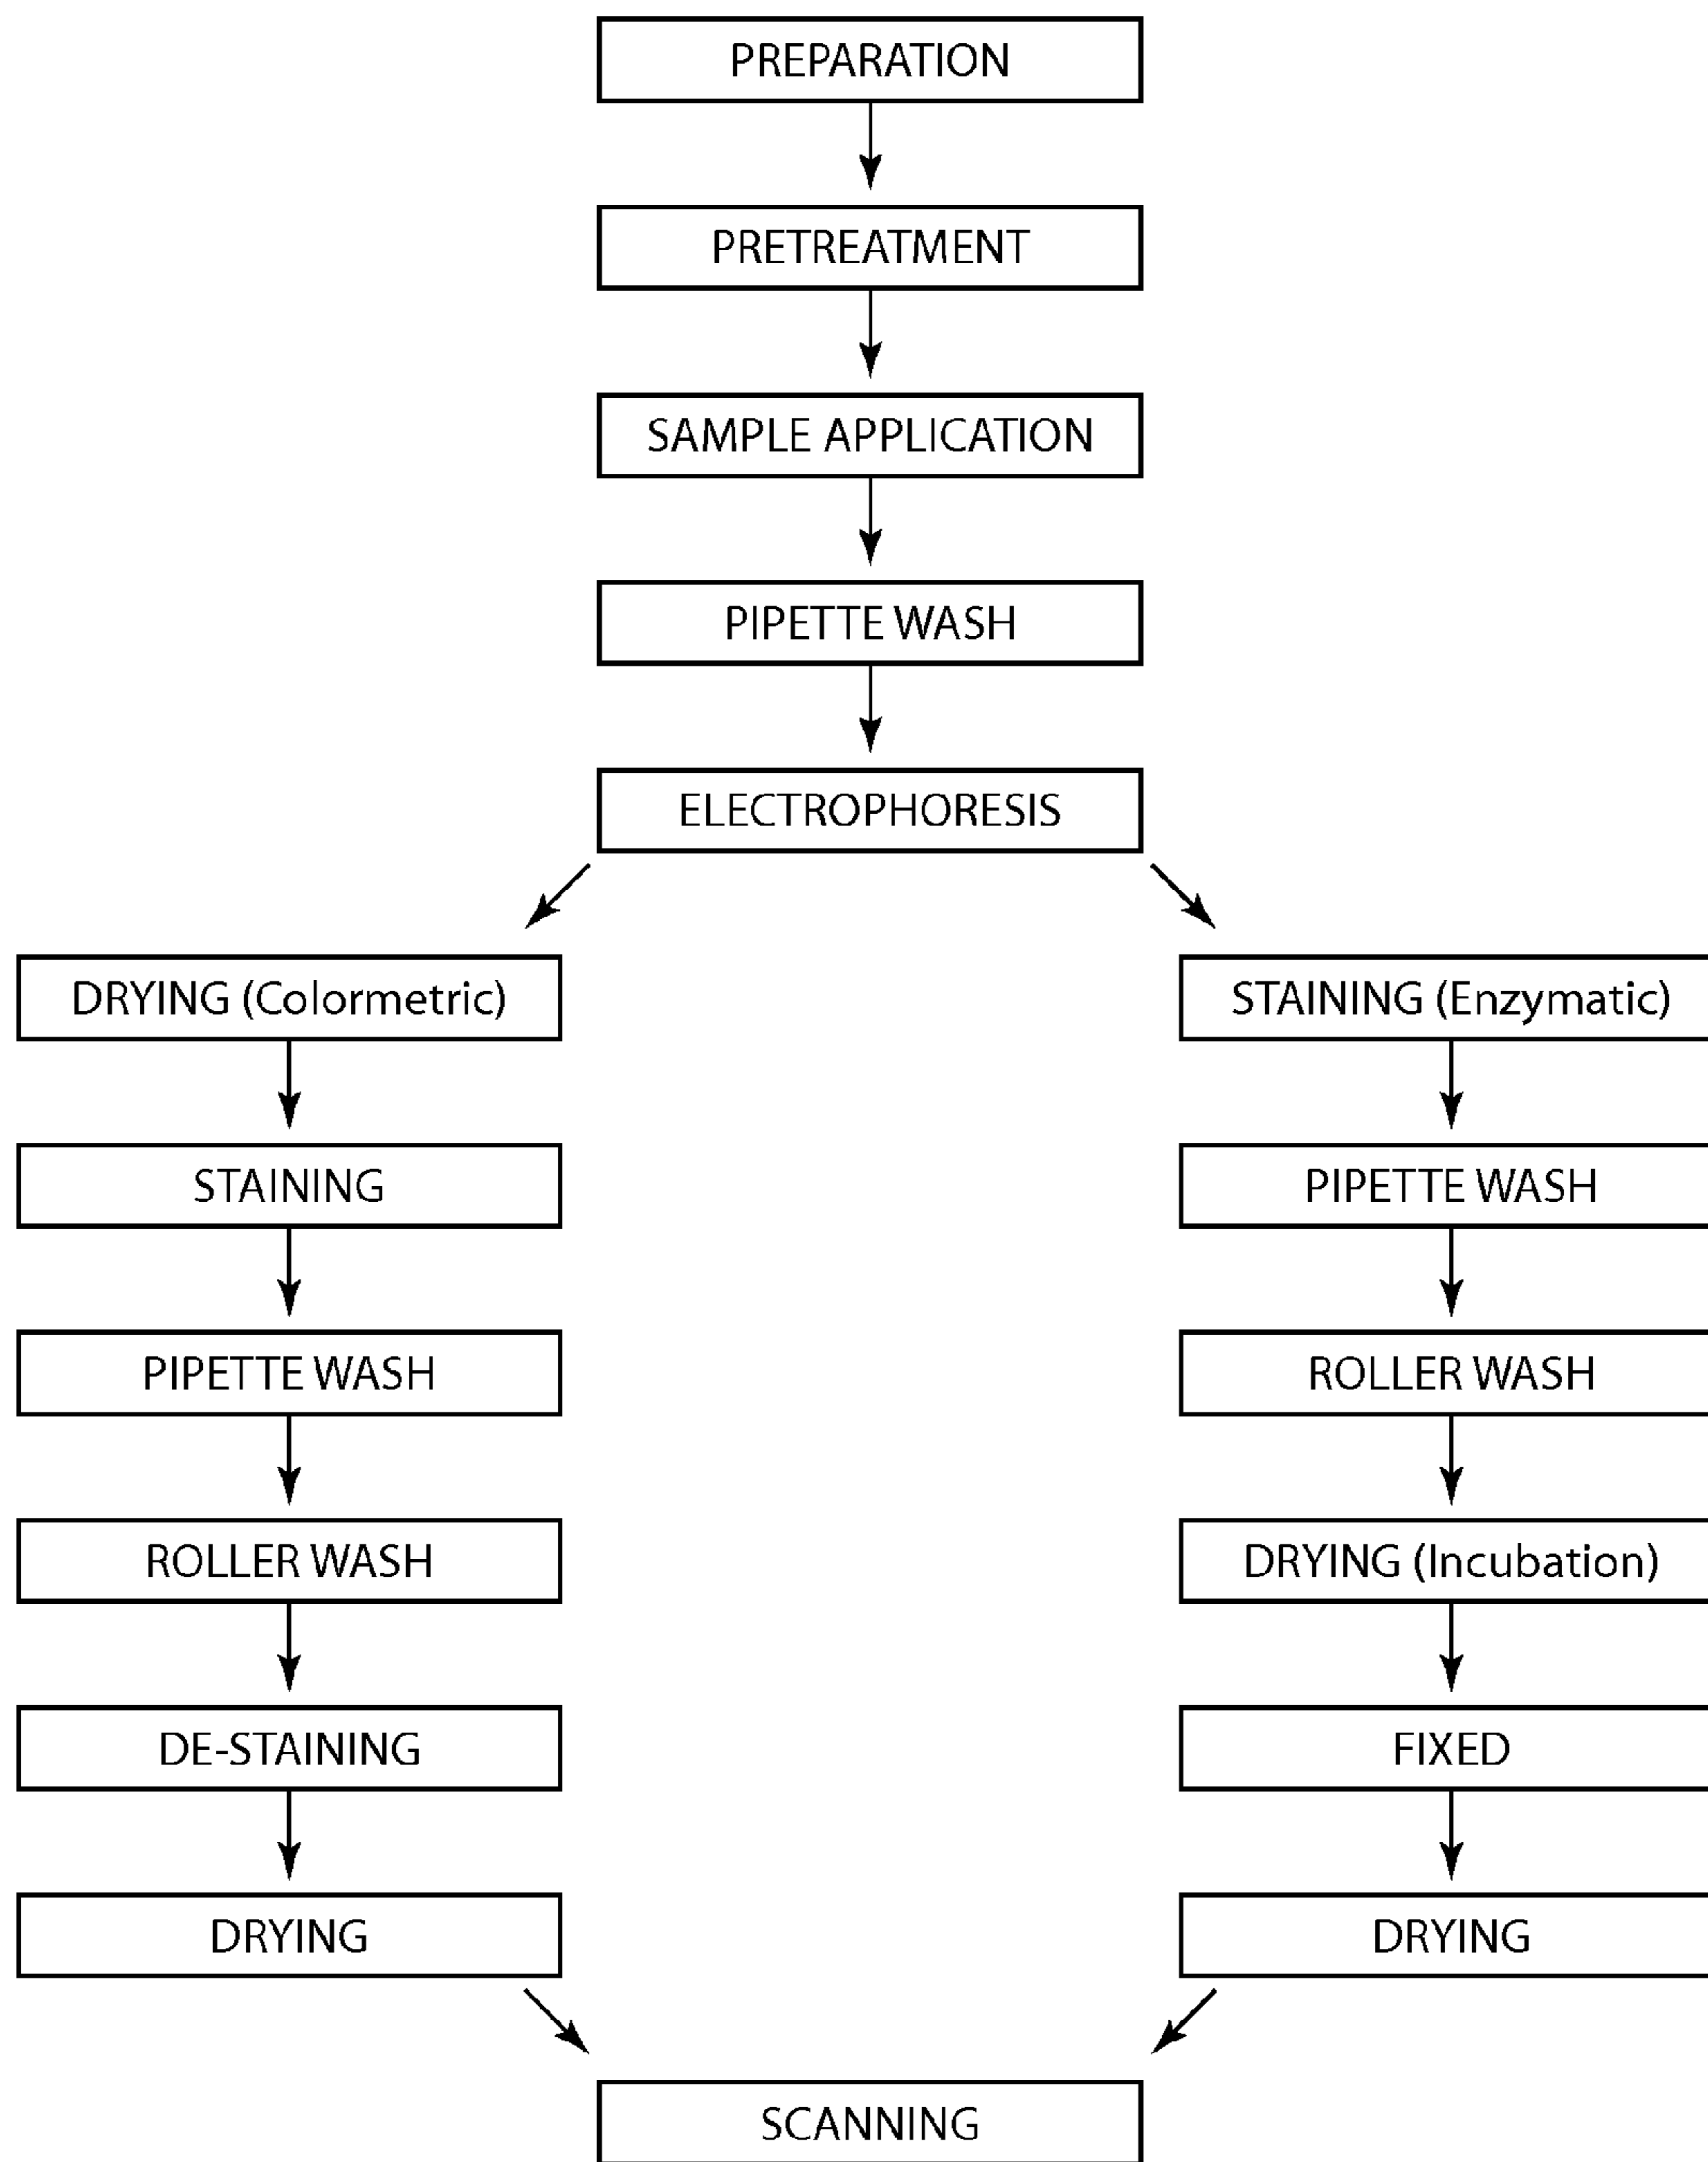 PREPARATION
PRETREATMENT
SAMPLE APPLICATION
PIPETTE WASH
ELECTROPHORESIS
DRYING (Colormetric)
STAINING
PIPETTE WASH
ROLLER WASH
DE-STAINING
DRYING
STAINING (Enzymatic)
PIPETTE WASH
ROLLER WASH
DRYING (Incubation)
FIXED
DRYING
SCANNING